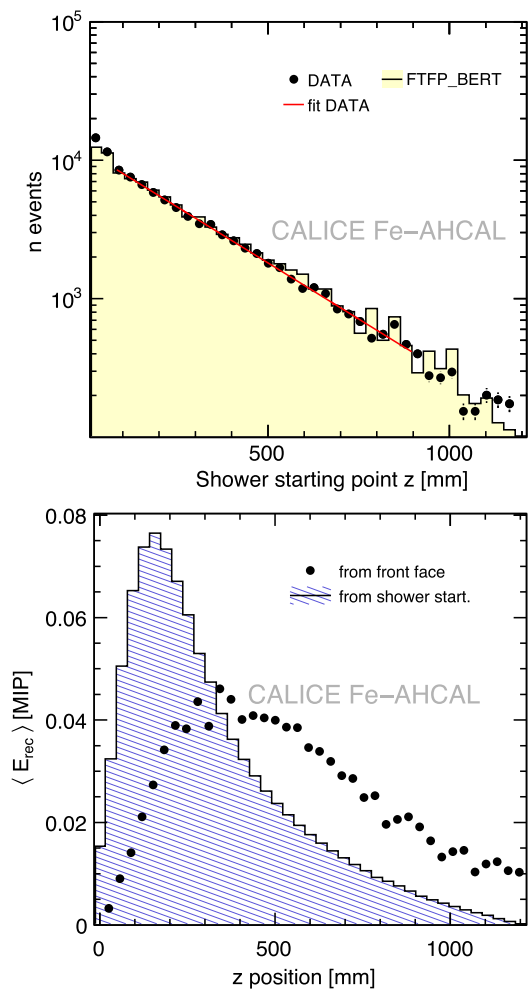 10^5
DATA
FTFP_BERT
fit DATA
10^4
n events
CALICE Fe−AHCAL
10^3
500
1000
Shower starting point z [mm]
0.08
from front face
from shower start.
0.06
CALICE Fe−AHCAL
⟨ E_rec ⟩ [MIP]
0.04
0.02
0
0
500
1000
z position [mm]